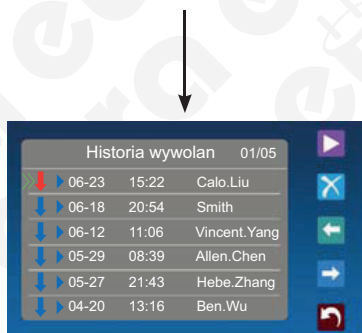 Historia wywolan 01/05
06-23 15:22 Calo.Liu
06-18 20:54 Smith
06-12 11:06 Vincent.Yang
05-29 08:39 Allen.Chen
05-27 21:43 Hebe.Zhang
04-20 13:16 Ben.Wu